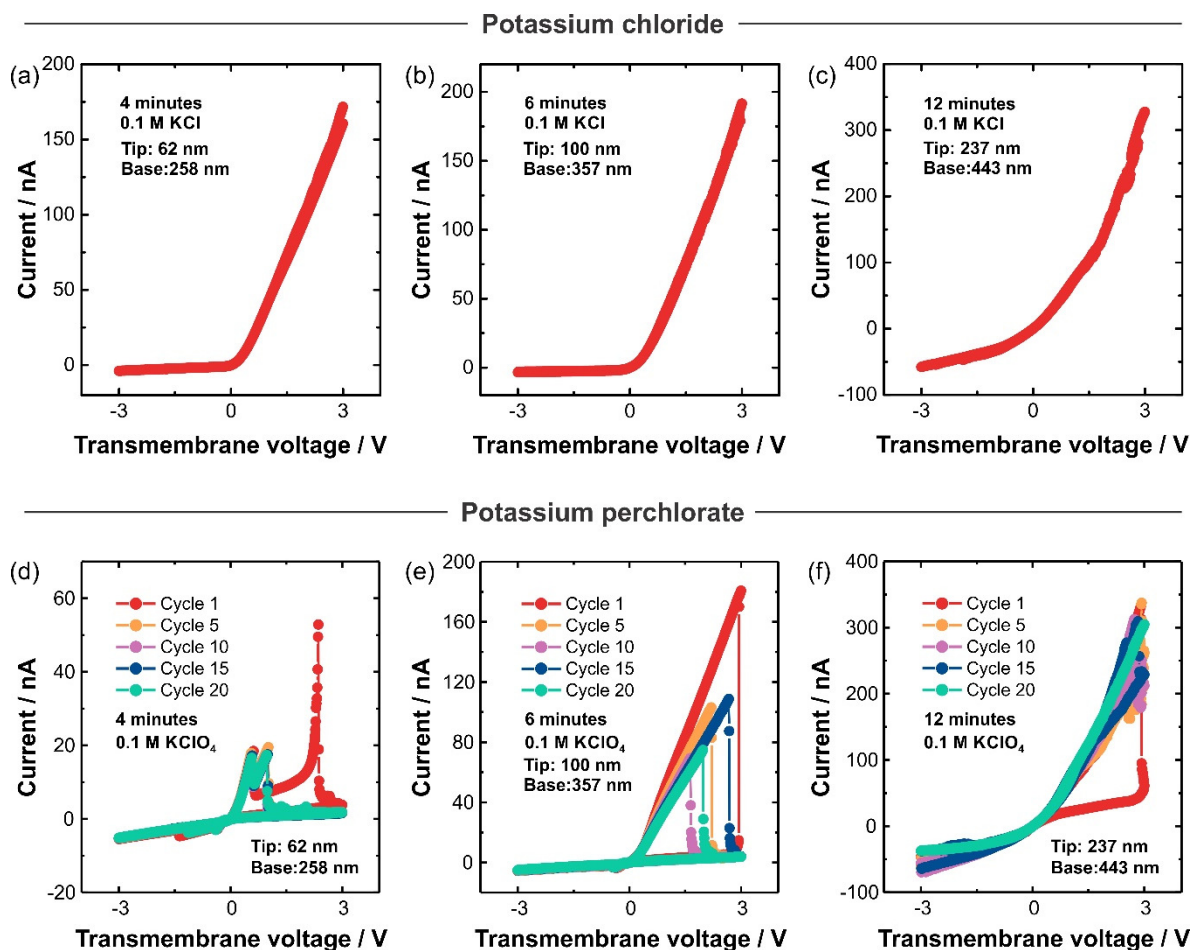 Potassium chloride
(a)
4 minutes
0.1 M KCl
Tip: 62 nm
Base:258 nm
Current / nA
200
150
100
50
0
-3 0 3
Transmembrane voltage / V
(b)
6 minutes
0.1 M KCl
Tip: 100 nm
Base:357 nm
Current / nA
200
150
100
50
0
-3 0 3
Transmembrane voltage / V
(c)
12 minutes
0.1 M KCl
Tip: 237 nm
Base:443 nm
Current / nA
400
300
200
100
0
-100
-3 0 3
Transmembrane voltage / V
Potassium perchlorate
(d)
Cycle 1
Cycle 5
Cycle 10
Cycle 15
Cycle 20
4 minutes
0.1 M KClO₄
Tip: 62 nm
Base:258 nm
Current / nA
60
40
20
0
-20
-3 0 3
Transmembrane voltage / V
(e)
Cycle 1
Cycle 5
Cycle 10
Cycle 15
Cycle 20
6 minutes
0.1 M KClO₄
Tip: 100 nm
Base:357 nm
Current / nA
200
160
120
80
40
0
-3 0 3
Transmembrane voltage / V
(f)
Cycle 1
Cycle 5
Cycle 10
Cycle 15
Cycle 20
12 minutes
0.1 M KClO₄
Tip: 237 nm
Base:443 nm
Current / nA
400
300
200
100
0
-100
-3 0 3
Transmembrane voltage / V